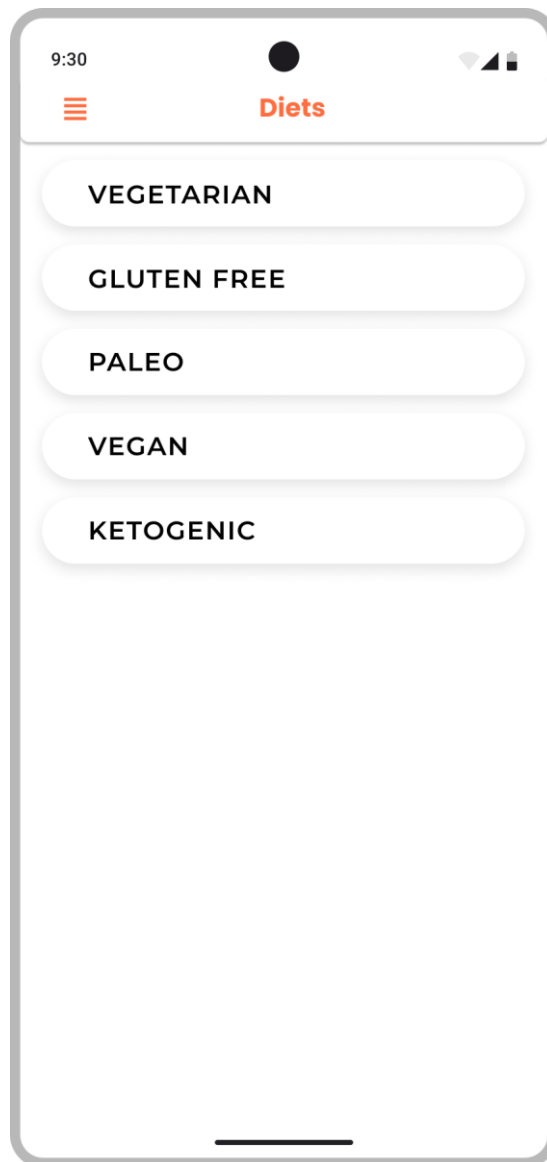 9:30
Diets
VEGETARIAN
GLUTEN FREE
PALEO
VEGAN
KETOGENIC